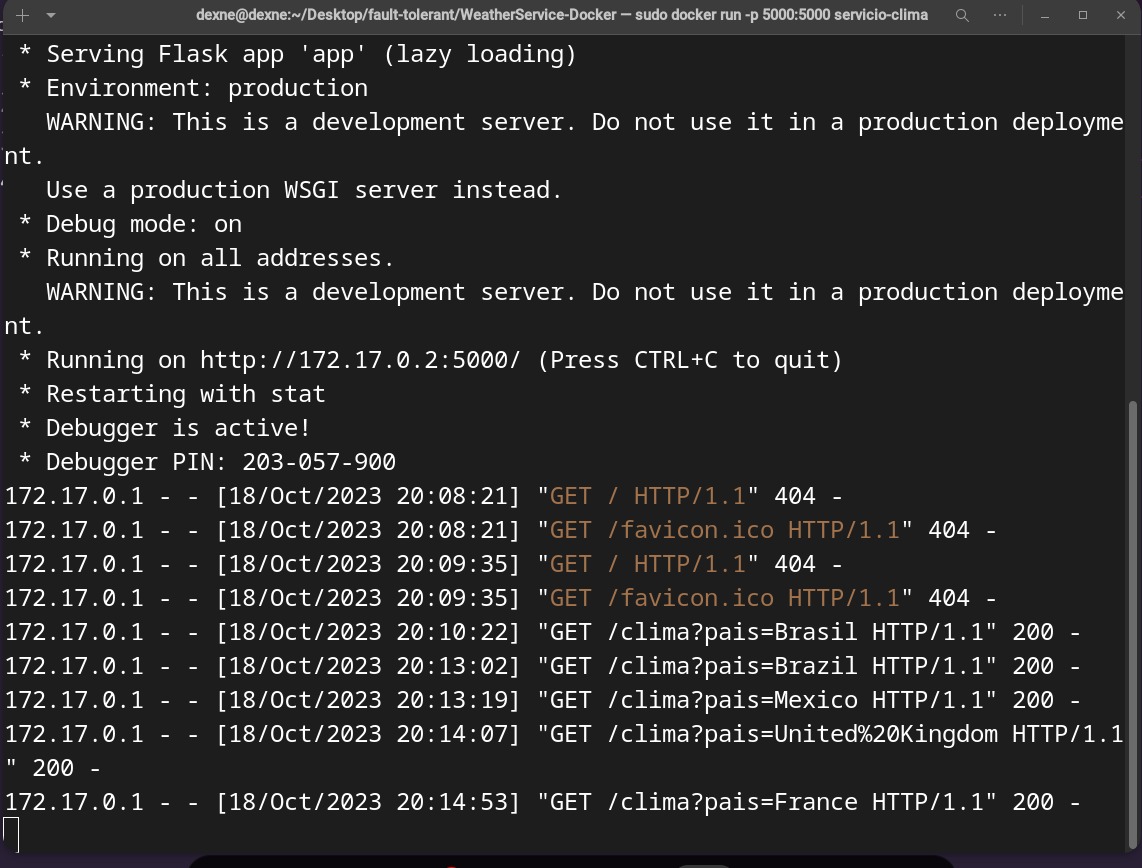 dexne@dexne:~/Desktop/fault-tolerant/WeatherService-Docker — sudo docker run -p 5000:5000 servicio-clima
* Serving Flask app 'app' (lazy loading)
* Environment: production
WARNING: This is a development server. Do not use it in a production deployme
nt.
Use a production WSGI server instead.
* Debug mode: on
* Running on all addresses.
WARNING: This is a development server. Do not use it in a production deployme
nt.
* Running on http://172.17.0.2:5000/ (Press CTRL+C to quit)
* Restarting with stat
* Debugger is active!
* Debugger PIN: 203-057-900
172.17.0.1 - - [18/Oct/2023 20:08:21] "GET / HTTP/1.1" 404 -
172.17.0.1 - - [18/Oct/2023 20:08:21] "GET /favicon.ico HTTP/1.1" 404 -
172.17.0.1 - - [18/Oct/2023 20:09:35] "GET / HTTP/1.1" 404 -
172.17.0.1 - - [18/Oct/2023 20:09:35] "GET /favicon.ico HTTP/1.1" 404 -
172.17.0.1 - - [18/Oct/2023 20:10:22] "GET /clima?pais=Brasil HTTP/1.1" 200 -
172.17.0.1 - - [18/Oct/2023 20:13:02] "GET /clima?pais=Brazil HTTP/1.1" 200 -
172.17.0.1 - - [18/Oct/2023 20:13:19] "GET /clima?pais=Mexico HTTP/1.1" 200 -
172.17.0.1 - - [18/Oct/2023 20:14:07] "GET /clima?pais=United%20Kingdom HTTP/1.1
" 200 -
172.17.0.1 - - [18/Oct/2023 20:14:53] "GET /clima?pais=France HTTP/1.1" 200 -